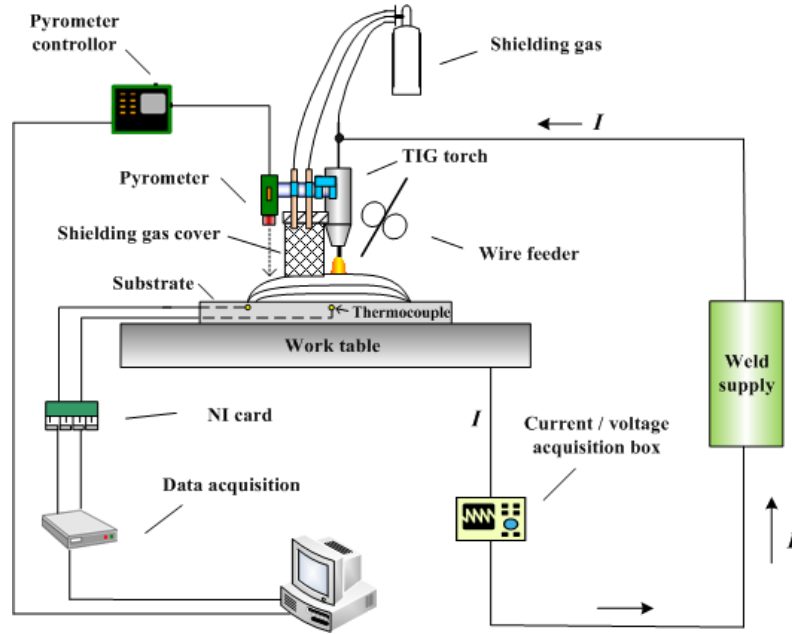 Pyrometer
controllor
Shielding gas
I
TIG torch
Pyrometer
Shielding gas cover
Wire feeder
Substrate
Thermocouple
Work table
Weld
supply
I
NI card
Current / voltage
acquisition box
Data acquisition
I